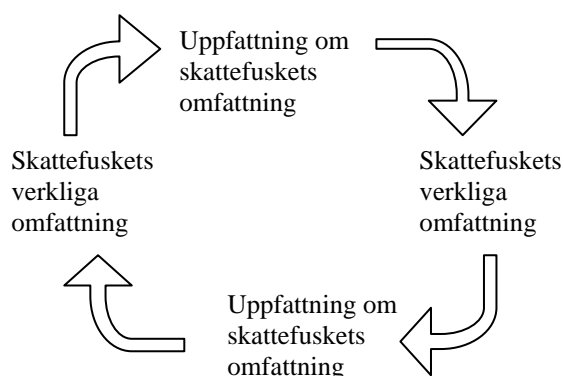 Uppfattning om
skattefuskets
omfattning
Skattefuskets
verkliga
omfattning
Skattefuskets
verkliga
omfattning
Uppfattning om
skattefuskets
omfattning